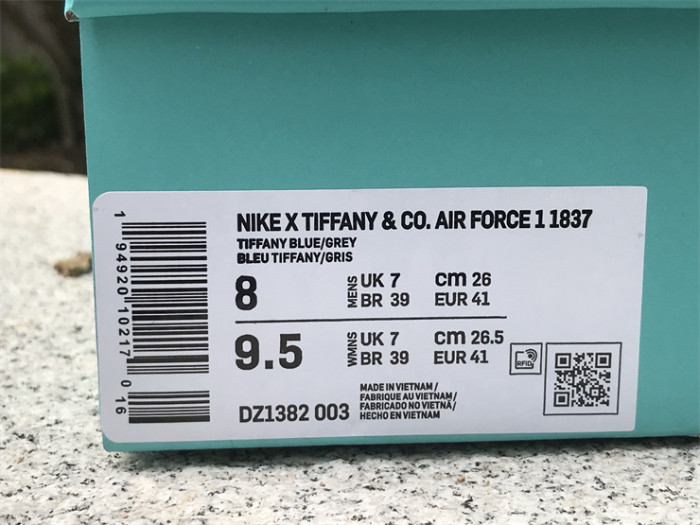 NIKE X TIFFANY & CO. AIR FORCE 1 1837
TIFFANY BLUE/GREY
BLEU TIFFANY/GRIS
8 MENS UK 7 cm 26
BR 39 EUR 41
9.5 WMNS UK 7 cm 26.5
BR 39 EUR 41
RFID
DZ1382 003
MADE IN VIETNAM/
FABRIQUE AU VIETNAM/
FABRICADO NO VIETNÃ/
HECHO EN VIETNAM
1 94920 10217 0 16